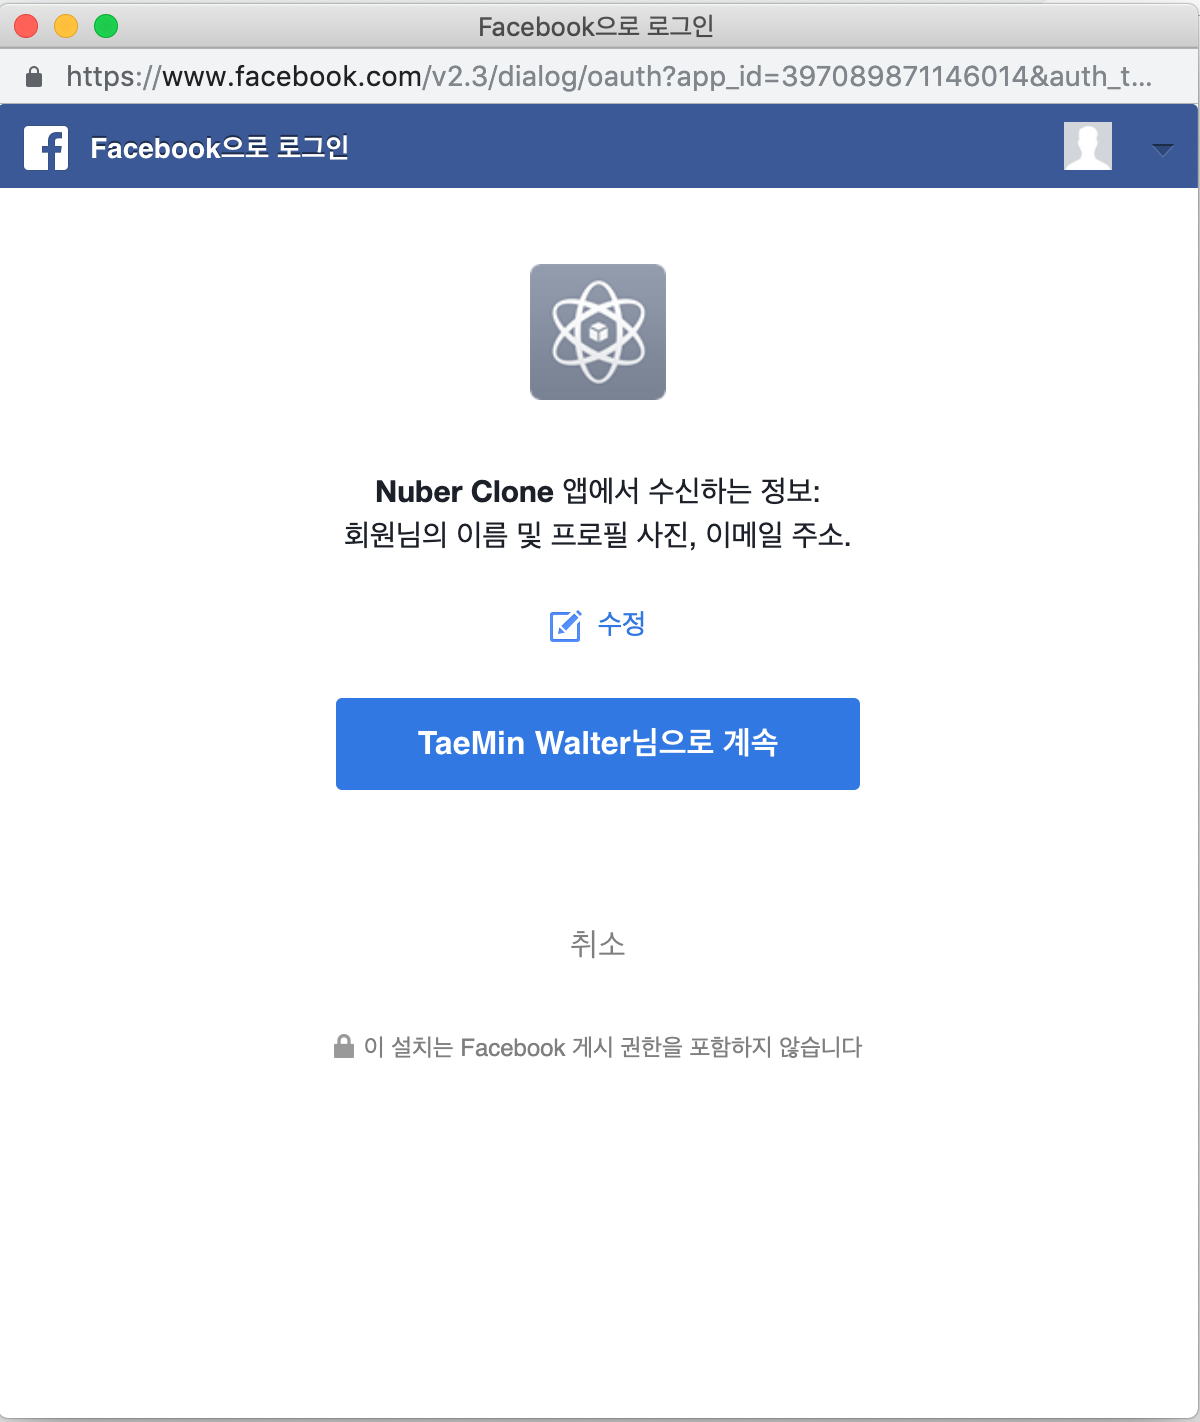 Facebook으로 로그인
https://www.facebook.com/v2.3/dialog/oauth?app_id=397089871146014&auth_t...
Facebook으로 로그인
Nuber Clone 앱에서 수신하는 정보:
회원님의 이름 및 프로필 사진, 이메일 주소.
수정
TaeMin Walter님으로 계속
취소
이 설치는 Facebook 게시 권한을 포함하지 않습니다